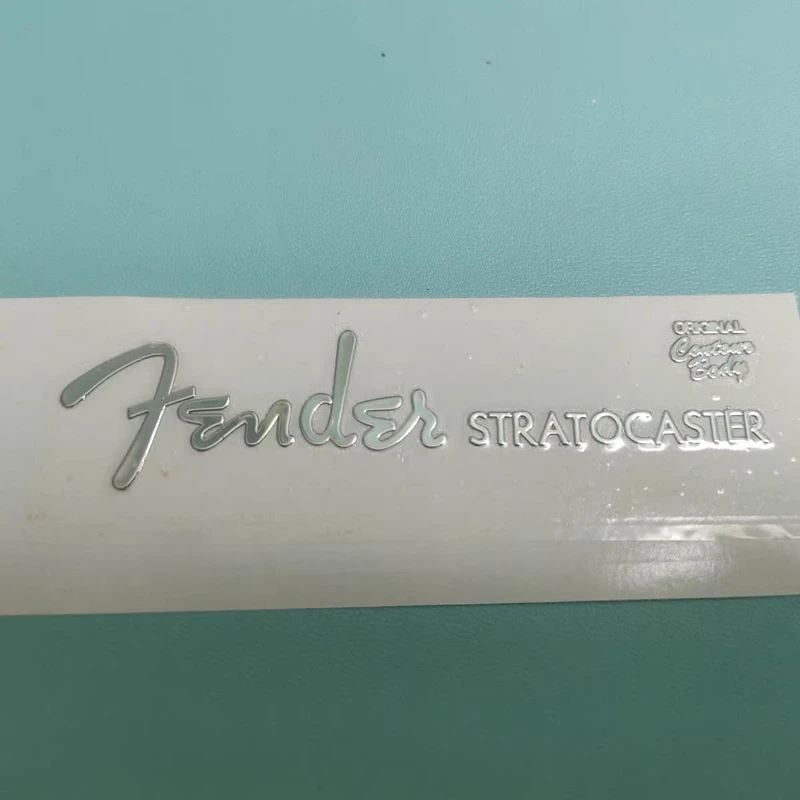 ORIGINAL
Contour
Body
Fender STRATOCASTER